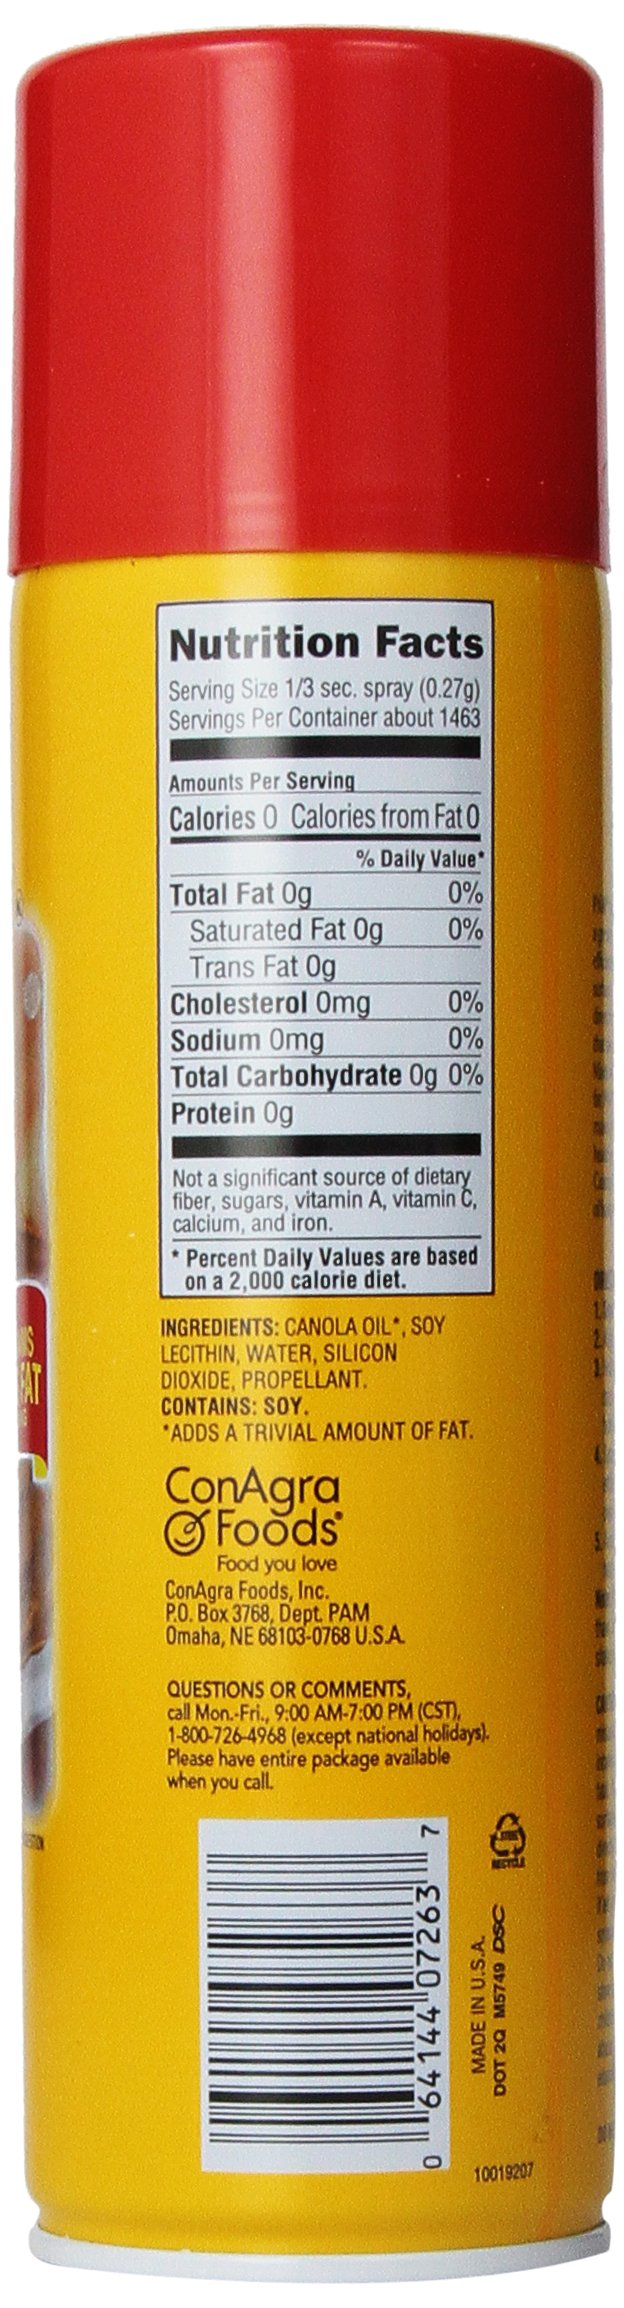 Nutrition Facts
Serving Size 1/3 sec. spray (0.27g)
Servings Per Container about 1463
Amounts Per Serving
Calories 0 Calories from Fat 0
% Daily Value*
Total Fat 0g 0%
Saturated Fat 0g 0%
Trans Fat 0g
Cholesterol 0mg 0%
Sodium 0mg 0%
Total Carbohydrate 0g 0%
Protein 0g
Not a significant source of dietary
fiber, sugars, vitamin A, vitamin C,
calcium, and iron.
* Percent Daily Values are based
on a 2,000 calorie diet.
INGREDIENTS: CANOLA OIL*, SOY
LECITHIN, WATER, SILICON
DIOXIDE, PROPELLANT.
CONTAINS: SOY.
*ADDS A TRIVIAL AMOUNT OF FAT.
ConAgra
Foods®
Food you love
ConAgra Foods, Inc.
P.O. Box 3768, Dept. PAM
Omaha, NE 68103-0768 U.S.A.
QUESTIONS OR COMMENTS,
call Mon.-Fri., 9:00 AM-7:00 PM (CST),
1-800-726-4968 (except national holidays).
Please have entire package available
when you call.
0 64144 07263 7
RECYCLE
MADE IN U.S.A.
DOT 2Q M5749 DSC
10019207